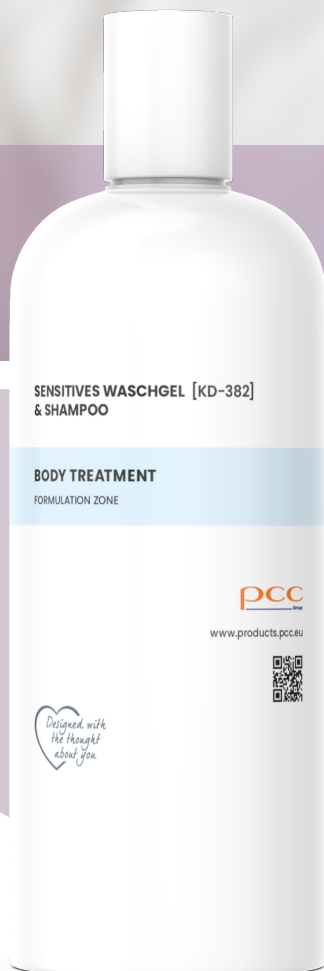 SENSITIVES WASCHGEL [KD-382]
& SHAMPOO
BODY TREATMENT
FORMULATION ZONE
pcc
Group
www.products.pcc.eu
Designed with
the thought
about you